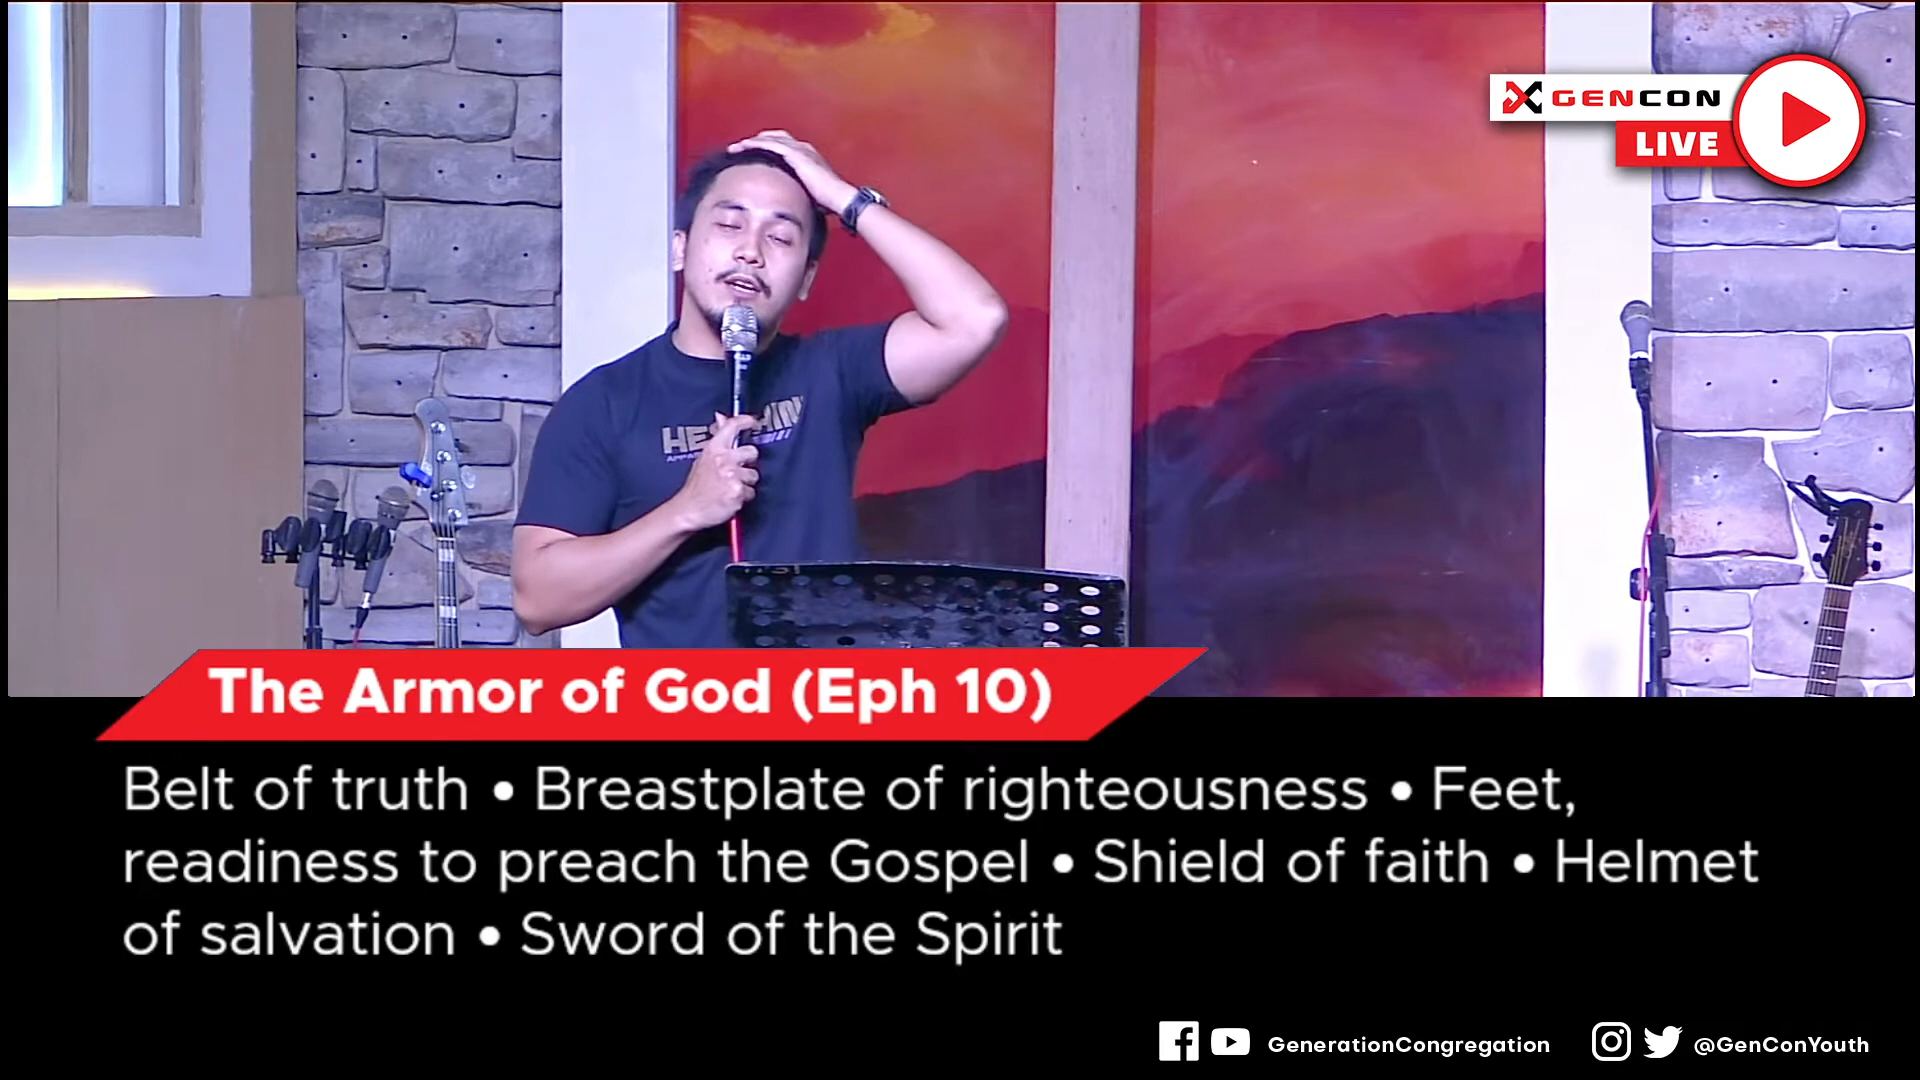 GENCON
LIVE
The Armor of God (Eph 10)
Belt of truth • Breastplate of righteousness • Feet,
readiness to preach the Gospel • Shield of faith • Helmet
of salvation • Sword of the Spirit
GenerationCongregation @GenConYouth